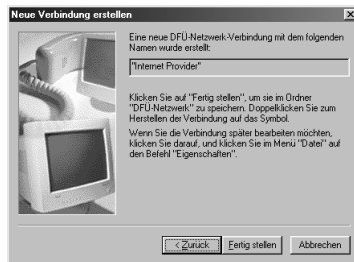 Neue Verbindung erstellen
Eine neue DFÜ-Netzwerk-Verbindung mit dem folgenden
Namen wurde erstellt:
"Internet Provider"
Klicken Sie auf "Fertig stellen", um sie im Ordner
"DFÜ-Netzwerk" zu speichern. Doppelklicken Sie zum
Herstellen der Verbindung auf das Symbol.
Wenn Sie die Verbindung später bearbeiten möchten,
klicken Sie darauf, und klicken Sie im Menü "Datei" auf
den Befehl "Eigenschaften".
< Zurück
Fertig stellen
Abbrechen